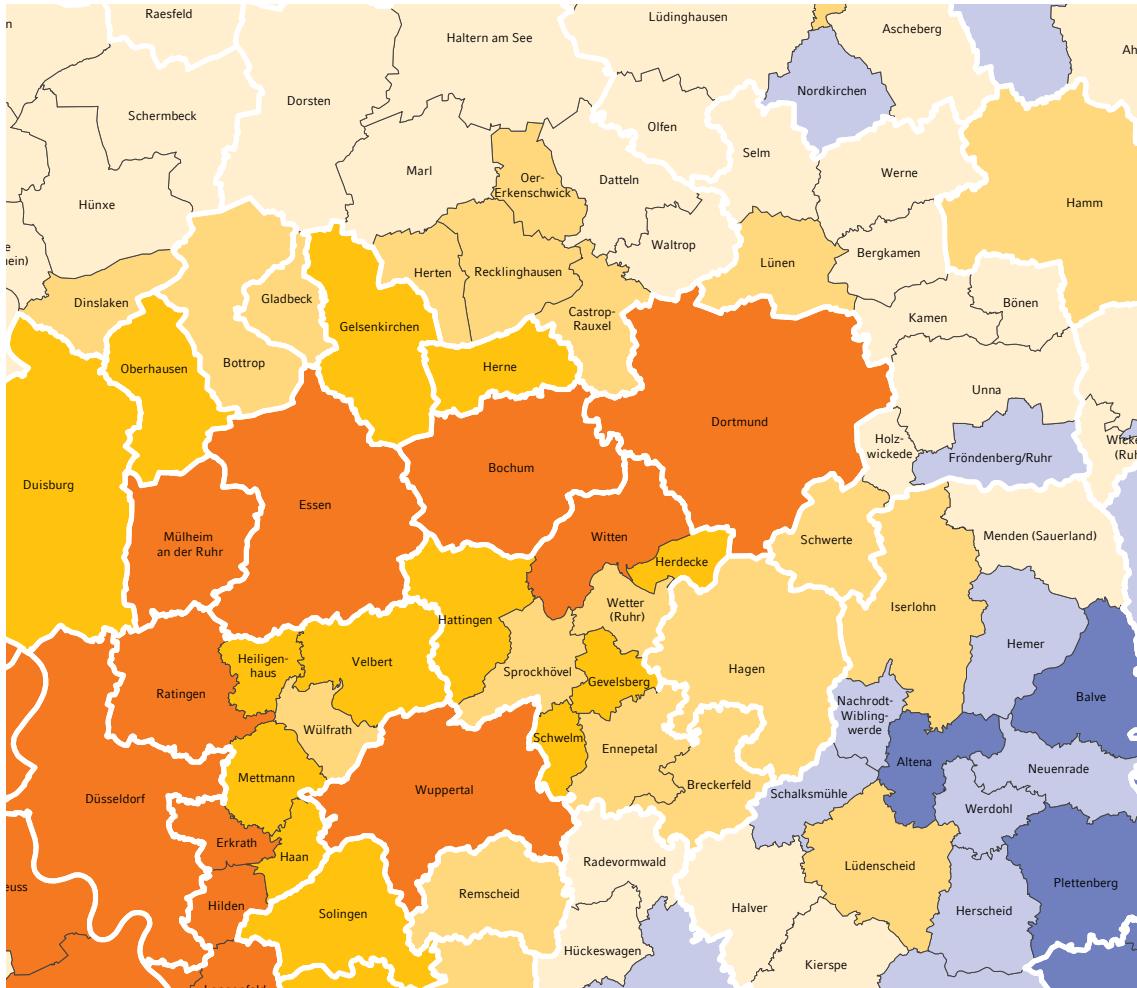 Raesfeld
Lüdinghausen
Ascheberg
Haltern am See
Ah
Nordkirchen
Dorsten
Schermbeck
Olfen
Selm
Marl
Werne
Oer-
Erkenschwick
Datteln
Hünxe
Hamm
Waltrop
Bergkamen
Lünen
Herten
Recklinghausen
Dinslaken
Gladbeck
Castrop-
Rauxel
Bönen
Kamen
Gelsenkirchen
Bottrop
Oberhausen
Herne
Unna
Dortmund
Holz-
wickede
Fröndenberg/Ruhr
Wicke
(Ruh
Bochum
Duisburg
Essen
Mülheim
an der Ruhr
Witten
Schwerte
Menden (Sauerland)
Herdecke
Wetter
(Ruhr)
Iserlohn
Hattingen
Hemer
Heiligen-
haus
Velbert
Sprockhövel
Hagen
Gevelsberg
Ratingen
Balve
Nachrodt-
Wibling-
werde
Wülfrath
Schwelm
Ennepetal
Altena
Neuenrade
Mettmann
Breckerfeld
Wuppertal
Schalksmühle
Düsseldorf
Werdohl
Erkrath
Haan
Radevormwald
Lüdenscheid
Plettenberg
euss
Remscheid
Hilden
Solingen
Halver
Herscheid
Hückeswagen
Kierspe